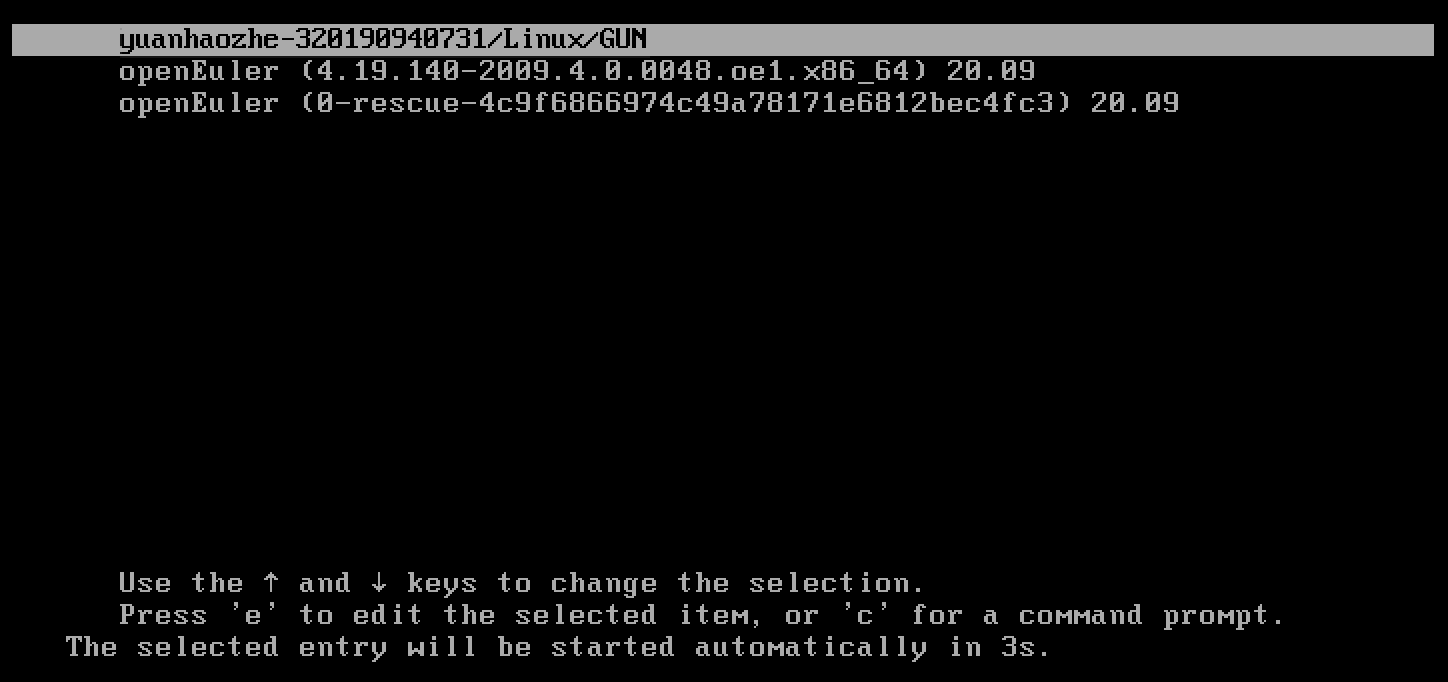 yuanhaozhe-320190940731/Linux/GUN
openEuler (4.19.140-2009.4.0.0048.oe1.x86_64) 20.09
openEuler (0-rescue-4c9f6866974c49a78171e6812bec4fc3) 20.09
Use the ↑ and ↓ keys to change the selection.
Press 'e' to edit the selected item, or 'c' for a command prompt.
The selected entry will be started automatically in 3s.